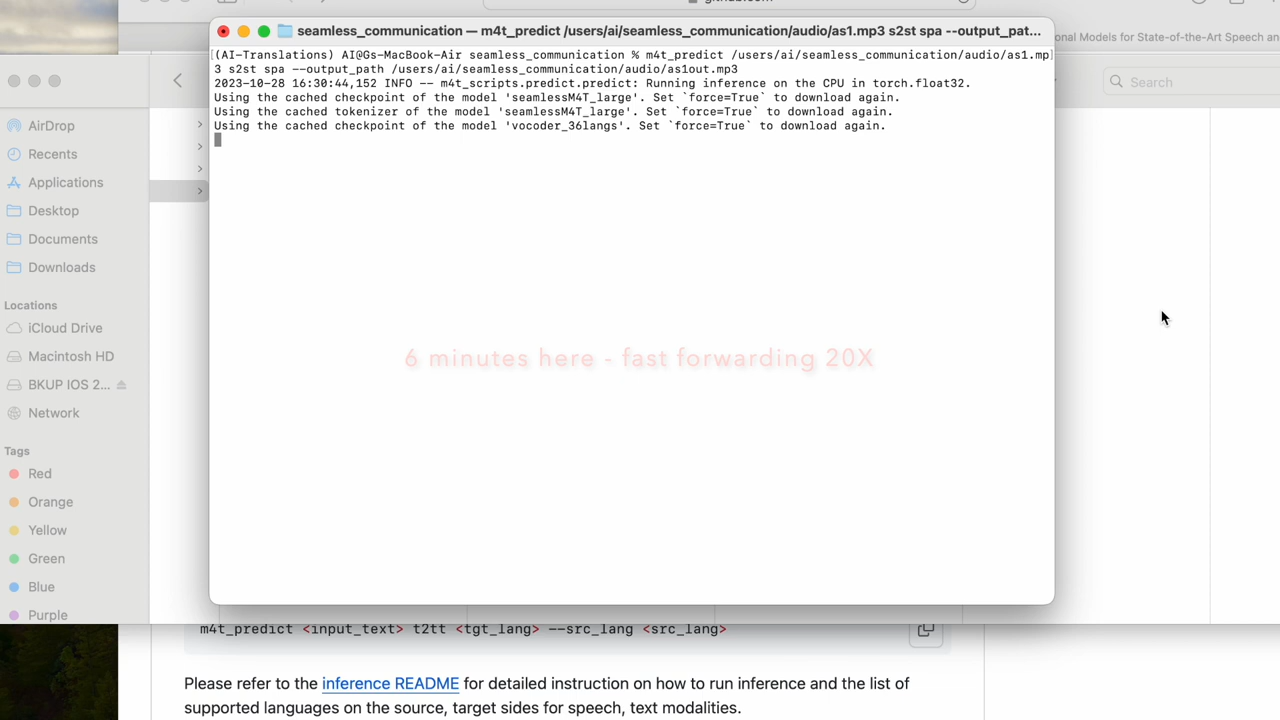 github.com
seamless_communication — m4t_predict /users/ai/seamless_communication/audio/as1.mp3 s2st spa --output_pat...
onal Models for State-of-the-Art Speech an
[(AI-Translations) AI@Gs-MacBook-Air seamless_communication % m4t_predict /users/ai/seamless_communication/audio/as1.mp]
3 s2st spa --output_path /users/ai/seamless_communication/audio/as1out.mp3
2023-10-28 16:30:44,152 INFO -- m4t_scripts.predict.predict: Running inference on the CPU in torch.float32.
Using the cached checkpoint of the model 'seamlessM4T_large'. Set `force=True` to download again.
Using the cached tokenizer of the model 'seamlessM4T_large'. Set `force=True` to download again.
Using the cached checkpoint of the model 'vocoder_36langs'. Set `force=True` to download again.
Search
AirDrop
Recents
Applications
Desktop
Documents
Downloads
Locations
iCloud Drive
Macintosh HD
BKUP IOS 2...
Network
Tags
Red
Orange
Yellow
Green
Blue
Purple
6 minutes here - fast forwarding 20X
m4t_predict <input_text> t2tt <tgt_lang> --src_lang <src_lang>
Please refer to the inference README for detailed instruction on how to run inference and the list of
supported languages on the source, target sides for speech, text modalities.